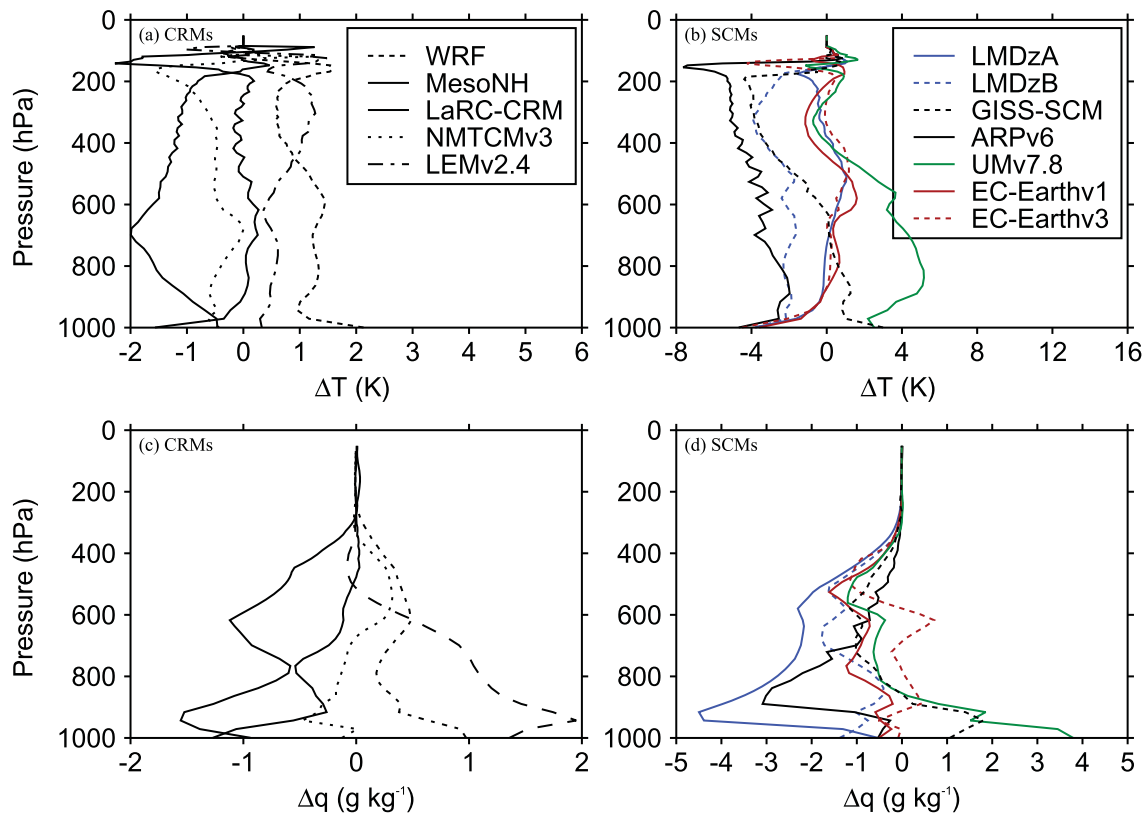 (a) CRMs
WRF
MesoNH
LaRC-CRM
NMTCMv3
LEMv2.4
0
200
400
600
800
1000
Pressure (hPa)
-2 -1 0 1 2 3 4 5 6
ΔT (K)
(b) SCMs
LMDzA
LMDzB
GISS-SCM
ARPv6
UMv7.8
EC-Earthv1
EC-Earthv3
0
200
400
600
800
1000
-8 -4 0 4 8 12 16
ΔT (K)
(c) CRMs
0
200
400
600
800
1000
Pressure (hPa)
-2 -1 0 1 2
Δq (g kg⁻¹)
(d) SCMs
0
200
400
600
800
1000
-5 -4 -3 -2 -1 0 1 2 3 4 5
Δq (g kg⁻¹)